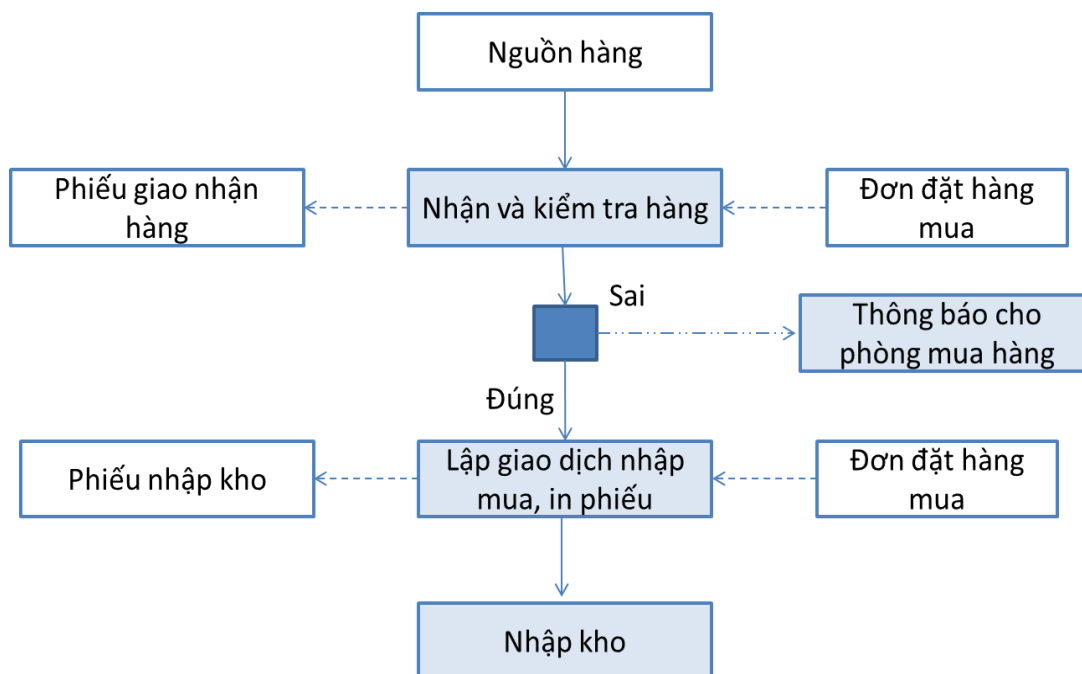 Nguồn hàng
Phiếu giao nhận
hàng
Nhận và kiểm tra hàng
Đơn đặt hàng
mua
Sai
Thông báo cho
phòng mua hàng
Đúng
Phiếu nhập kho
Lập giao dịch nhập
mua, in phiếu
Đơn đặt hàng
mua
Nhập kho